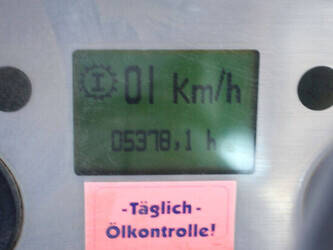 I 01 Km/h
05378,1 h
-Täglich-
Ölkontrolle!